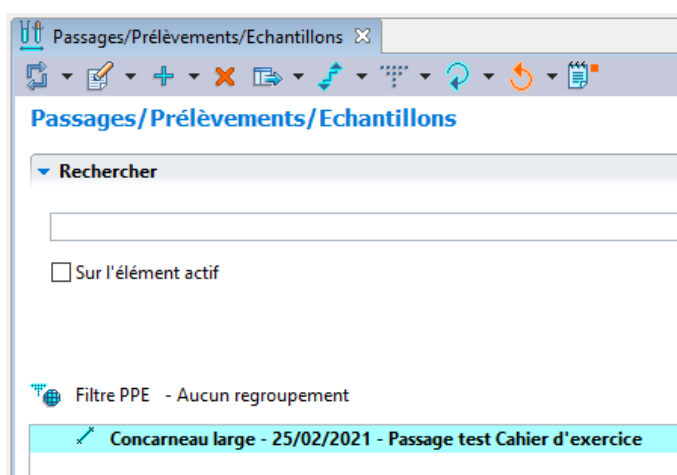 Passages/Prélèvements/Echantillons
Passages/Prélèvements/Echantillons
Rechercher
Sur l'élément actif
Filtre PPE - Aucun regroupement
Concarneau large - 25/02/2021 - Passage test Cahier d'exercice